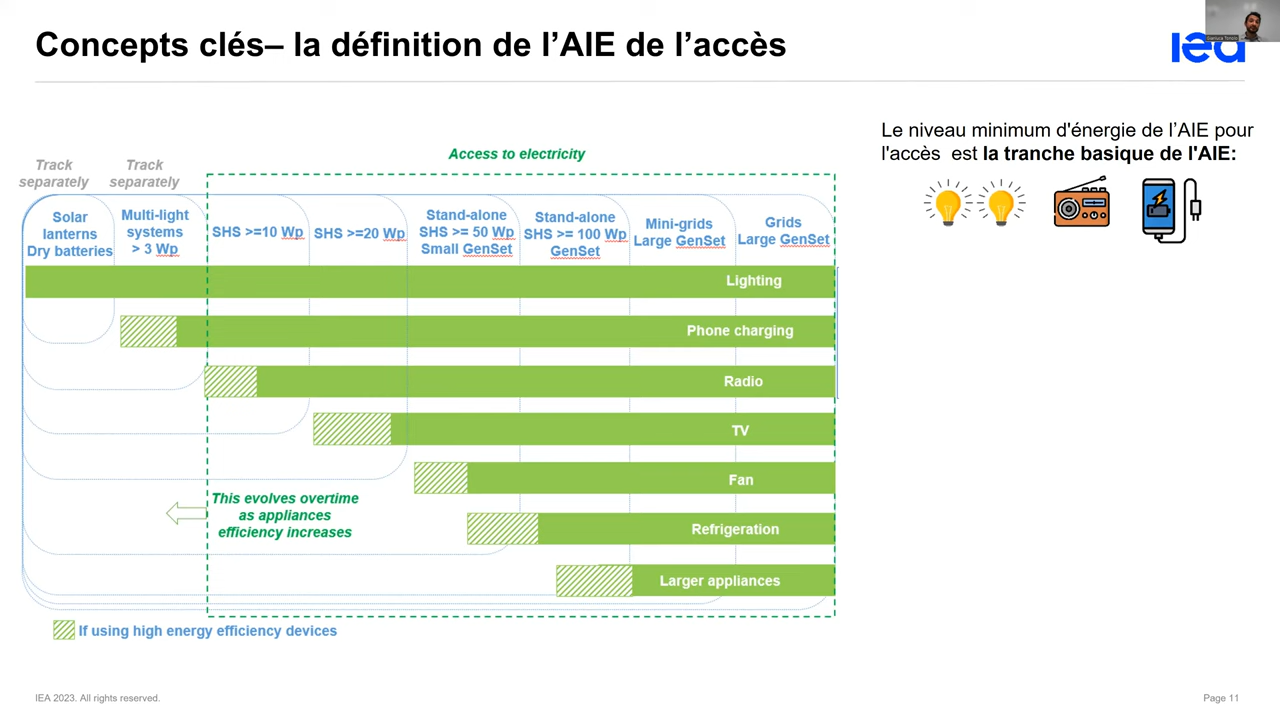 Concepts clés– la définition de l’AIE de l’accès
iea
Le niveau minimum d'énergie de l’AIE pour
l'accès est la tranche basique de l'AIE:
Access to electricity
Track
separately
Track
separately
Solar
lanterns
Dry batteries
Multi-light
systems
> 3 Wp
SHS >=10 Wp
SHS >=20 Wp
Stand-alone
SHS >= 50 Wp
Small GenSet
Stand-alone
SHS >= 100 Wp
GenSet
Mini-grids
Large GenSet
Grids
Large GenSet
Lighting
Phone charging
Radio
TV
Fan
Refrigeration
Larger appliances
This evolves overtime
as appliances
efficiency increases
If using high energy efficiency devices
IEA 2023. All rights reserved.
Page 11